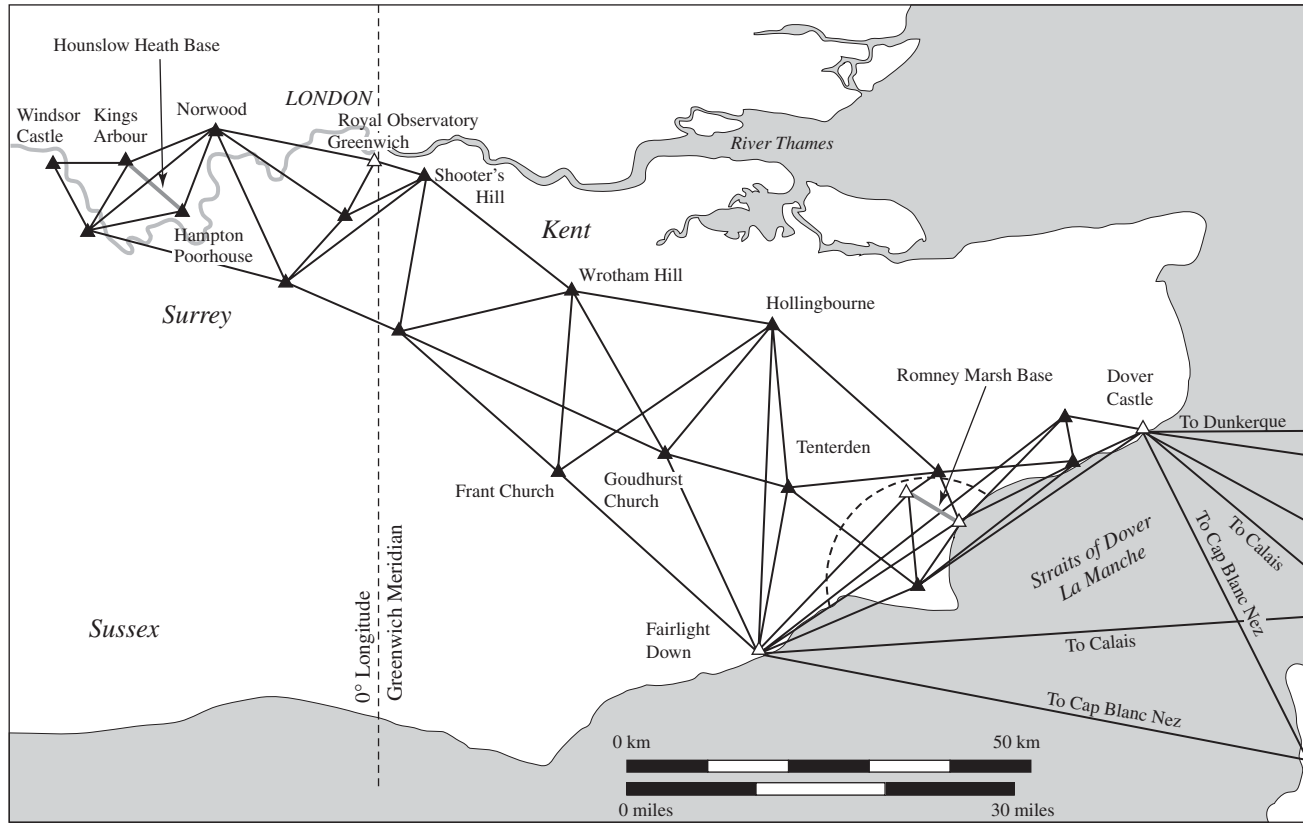 Hounslow Heath Base
Windsor
Castle
Kings
Arbour
Norwood
LONDON
Royal Observatory
Greenwich
Shooter's
Hill
River Thames
Hampton
Poorhouse
Kent
Surrey
Wrotham Hill
Hollingbourne
Romney Marsh Base
Dover
Castle
To Dunkerque
Tenterden
Frant Church
Goudhurst
Church
To Calais
To Cap Blanc Nez
Straits of Dover
La Manche
0° Longitude
Greenwich Meridian
Sussex
Fairlight
Down
To Calais
To Cap Blanc Nez
0 km
50 km
0 miles
30 miles